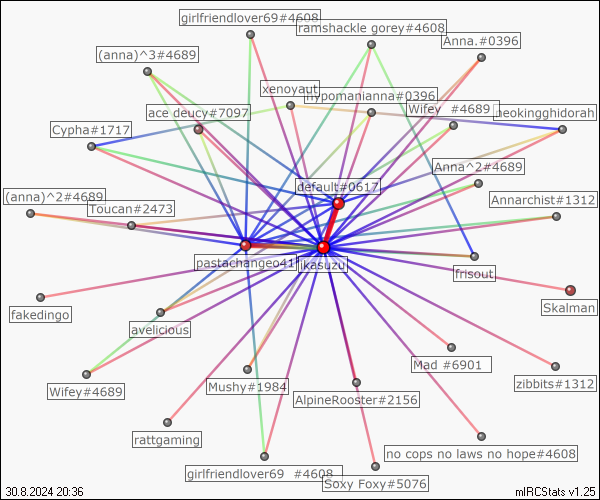 girlfriendlover69#4608
ramshackle gorey#4608
Anna.#0396
(anna)^3#4689
xenoyaut
hypomanianna#0396
ace deucy#7097
Wifey #4689
neokingghidorah
Cypha#1717
Anna^2#4689
default#0617
(anna)^2#4689
Annarchist#1312
Toucan#2473
pastachangeo41
jikasuzu
frisout
fakedingo
Skalman
avelicious
Mad #6901
Wifey#4689
Mushy#1984
zibbits#1312
AlpineRooster#2156
rattgaming
no cops no laws no hope#4608
girlfriendlover69 #4608
Soxy Foxy#5076
30.8.2024 20:36
mIRCStats v1.25